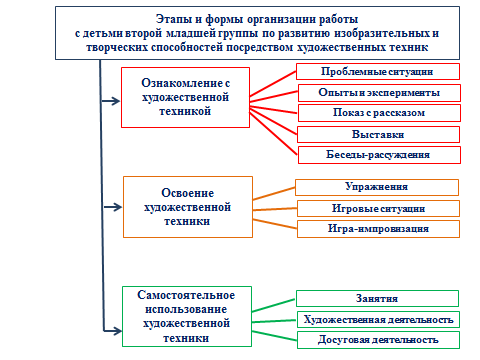 Этапы и формы организации работы
с детьми второй младшей группы по развитию изобразительных и
творческих способностей посредством художественных техник
Ознакомление с
художественной
техникой
Проблемные ситуации
Опыты и эксперименты
Показ с рассказом
Выставки
Беседы-рассуждения
Освоение
художественной
техники
Упражнения
Игровые ситуации
Игра-импровизация
Самостоятельное
использование
художественной
техники
Занятия
Художественная деятельность
Досуговая деятельность